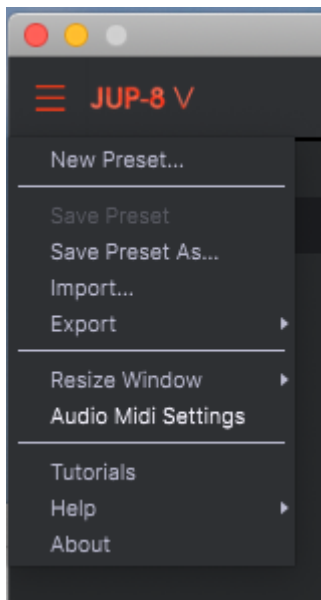 JUP-8 V
New Preset...
Save Preset
Save Preset As...
Import...
Export
Resize Window
Audio Midi Settings
Tutorials
Help
About